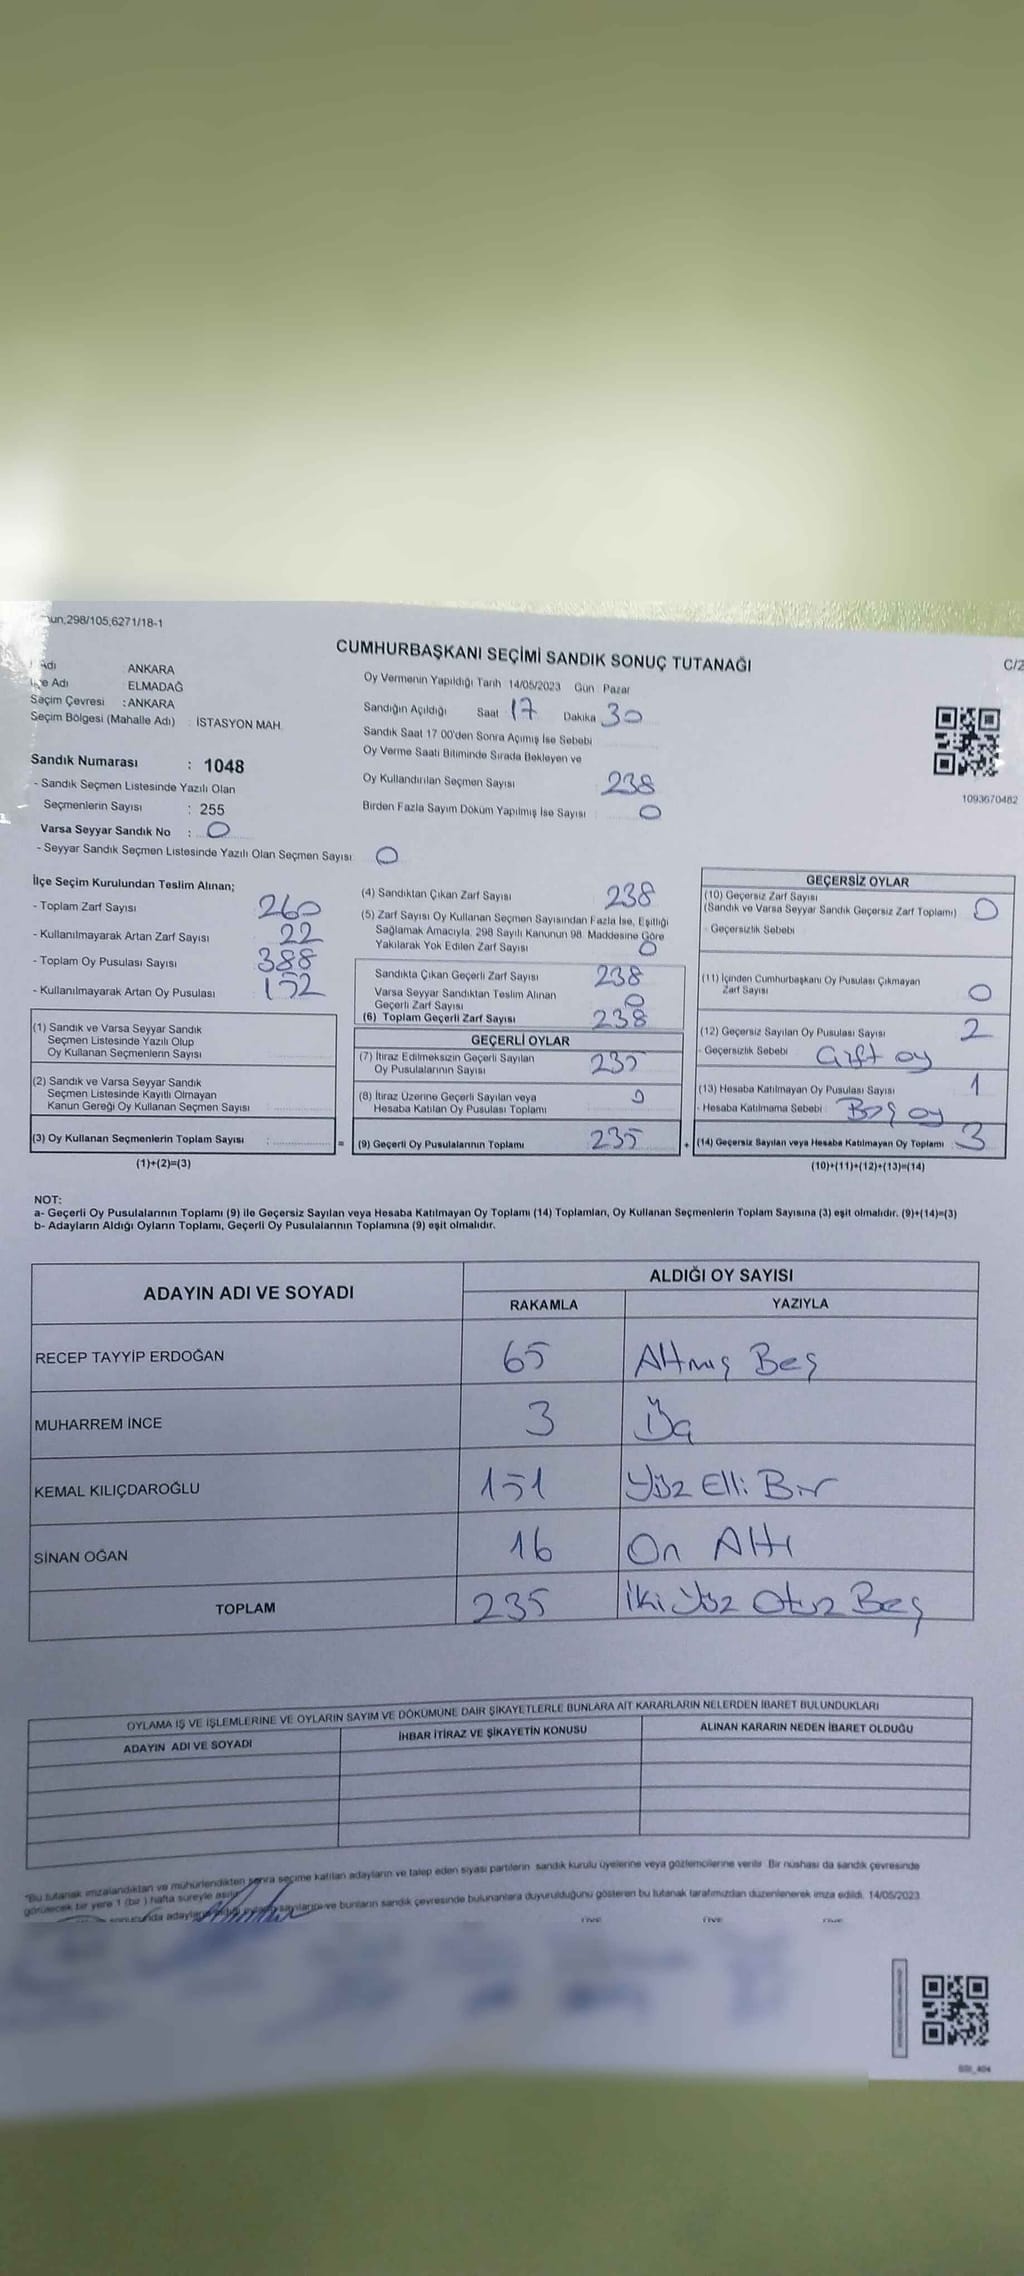 298/105,6271/18-1
CUMHURBAŞKANI SEÇİMİ SANDIK SONUÇ TUTANAĞI
C/2
Adı : ANKARA
İlçe Adı : ELMADAĞ
Seçim Çevresi : ANKARA
Seçim Bölgesi (Mahalle Adı) : İSTASYON MAH.
Sandık Numarası : 1048
- Sandık Seçmen Listesinde Yazılı Olan
Seçmenlerin Sayısı : 255
Varsa Seyyar Sandık No : 0
- Seyyar Sandık Seçmen Listesinde Yazılı Olan Seçmen Sayısı 0
Oy Vermenin Yapıldığı Tarih 14/05/2023 Gün Pazar
Sandığın Açıldığı Saat 17 Dakika 30
Sandık Saat 17 00'den Sonra Açımış İse Sebebi
Oy Verme Saati Bitiminde Sırada Bekleyen ve
Oy Kullandırılan Seçmen Sayısı 238
Birden Fazla Sayım Döküm Yapılmış İse Sayısı 0
1093670482
İlçe Seçim Kurulundan Teslim Alınan;
- Toplam Zarf Sayısı 260
- Kullanılmayarak Artan Zarf Sayısı 22
- Toplam Oy Pusulası Sayısı 388
- Kullanılmayarak Artan Oy Pusulası 152
(1) Sandık ve Varsa Seyyar Sandık
Seçmen Listesinde Yazılı Olup
Oy Kullanan Seçmenlerin Sayısı
(2) Sandık ve Varsa Seyyar Sandık
Seçmen Listesinde Kayıtlı Olmayan
Kanun Gereği Oy Kullanan Seçmen Sayısı
(3) Oy Kullanan Seçmenlerin Toplam Sayısı : =
(1)+(2)=(3)
(4) Sandıktan Çıkan Zarf Sayısı 238
(5) Zarf Sayısı Oy Kullanan Seçmen Sayısından Fazla İse, Eşitliği
Sağlamak Amacıyla, 298 Sayılı Kanunun 98. Maddesine Göre
Yakılarak Yok Edilen Zarf Sayısı 0
Sandıkta Çıkan Geçerli Zarf Sayısı 238
Varsa Seyyar Sandıktan Teslim Alınan
Geçerli Zarf Sayısı 0
(6) Toplam Geçerli Zarf Sayısı 238
GEÇERLİ OYLAR
(7) İtiraz Edilmeksizin Geçerli Sayılan
Oy Pusulalarının Sayısı 235
(8) İtiraz Üzerine Geçerli Sayılan veya
Hesaba Katılan Oy Pusulası Toplamı 0
(9) Geçerli Oy Pusulalarının Toplamı 235 +
GEÇERSİZ OYLAR
(10) Geçersiz Zarf Sayısı
(Sandık ve Varsa Seyyar Sandık Geçersiz Zarf Toplamı) 0
- Geçersizlik Sebebi
(11) İçinden Cumhurbaşkanı Oy Pusulası Çıkmayan
Zarf Sayısı 0
(12) Geçersiz Sayılan Oy Pusulası Sayısı 2
- Geçersizlik Sebebi Çift oy
(13) Hesaba Katılmayan Oy Pusulası Sayısı 1
- Hesaba Katılmama Sebebi Boş oy
(14) Geçersiz Sayılan veya Hesaba Katılmayan Oy Toplamı 3
(10)+(11)+(12)+(13)=(14)
NOT:
a- Geçerli Oy Pusulalarının Toplamı (9) ile Geçersiz Sayılan veya Hesaba Katılmayan Oy Toplamı (14) Toplamları, Oy Kullanan Seçmenlerin Toplam Sayısına (3) eşit olmalıdır. (9)+(14)=(3)
b- Adayların Aldığı Oyların Toplamı, Geçerli Oy Pusulalarının Toplamına (9) eşit olmalıdır.
ADAYIN ADI VE SOYADI
ALDIĞI OY SAYISI
RAKAMLA YAZIYLA
RECEP TAYYİP ERDOĞAN 65 Altmış Beş
MUHARREM İNCE 3 Üç
KEMAL KILIÇDAROĞLU 151 Yüz Elli Bir
SİNAN OĞAN 16 On Altı
TOPLAM 235 İki Yüz Otuz Beş
OYLAMA İŞ VE İŞLEMLERİNE VE OYLARIN SAYIM VE DÖKÜMÜNE DAİR ŞİKAYETLERLE BUNLARA AİT KARARLARIN NELERDEN İBARET BULUNDUKLARI
ADAYIN ADI VE SOYADI İHBAR İTİRAZ VE ŞİKAYETİN KONUSU ALINAN KARARIN NEDEN İBARET OLDUĞU
"Bu tutanak imzalandıktan ve mühürlendikten sonra seçime katılan adayların ve talep eden siyasi partilerin sandık kurulu üyelerine veya gözlemcilerine verilir. Bir nüshası da sandık çevresinde
görülecek bir yere 1 (bir) hafta süreyle asılır.
sonucunda adayların aldığı oyların sayılarını ve bunların sandık çevresinde bulunanlara duyurulduğunu gösteren bu tutanak tarafımızdan düzenlenerek imza edildi. 14/05/2023